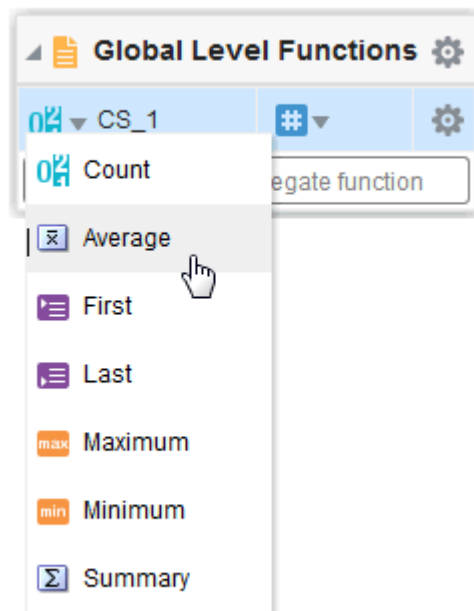 Global Level Functions
CS_1
Count
egate function
Average
First
Last
max Maximum
min Minimum
Σ Summary